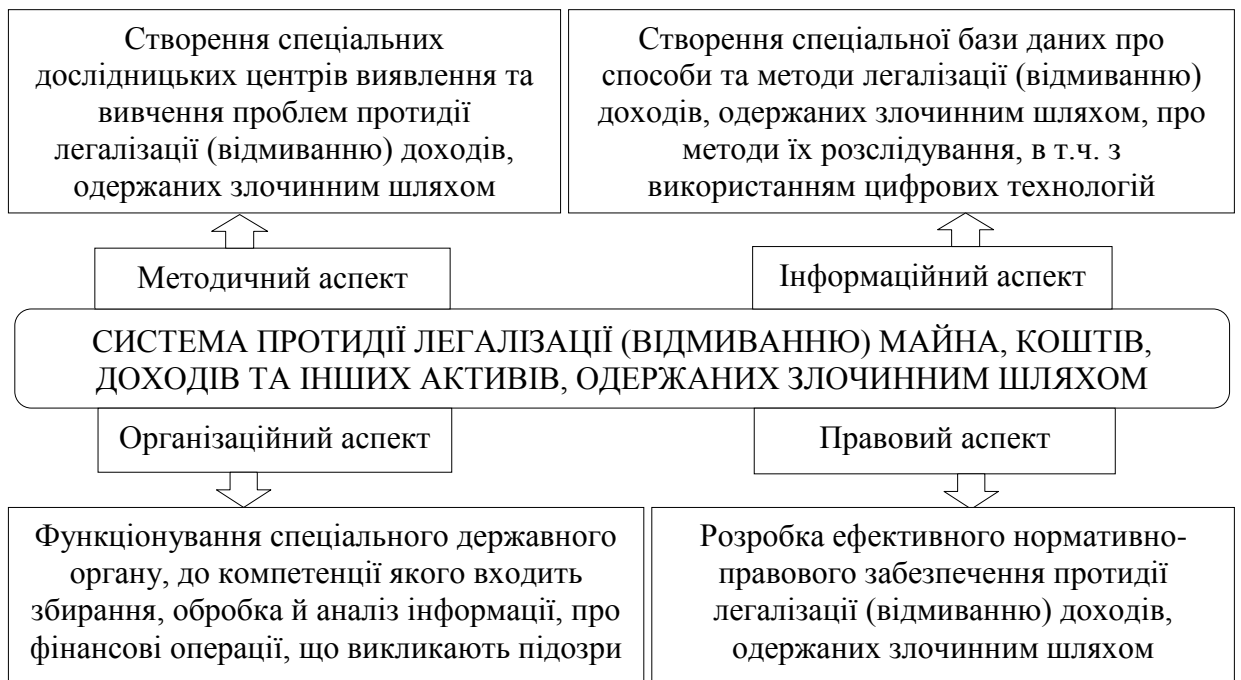 Створення спеціальних
дослідницьких центрів виявлення та
вивчення проблем протидії
легалізації (відмиванню) доходів,
одержаних злочинним шляхом
Створення спеціальної бази даних про
способи та методи легалізації (відмиванню)
доходів, одержаних злочинним шляхом, про
методи їх розслідування, в т.ч. з
використанням цифрових технологій
Методичний аспект
Інформаційний аспект
СИСТЕМА ПРОТИДІЇ ЛЕГАЛІЗАЦІЇ (ВІДМИВАННЮ) МАЙНА, КОШТІВ,
ДОХОДІВ ТА ІНШИХ АКТИВІВ, ОДЕРЖАНИХ ЗЛОЧИННИМ ШЛЯХОМ
Організаційний аспект
Правовий аспект
Функціонування спеціального державного
органу, до компетенції якого входить
збирання, обробка й аналіз інформації, про
фінансові операції, що викликають підозри
Розробка ефективного нормативно-
правового забезпечення протидії
легалізації (відмиванню) доходів,
одержаних злочинним шляхом